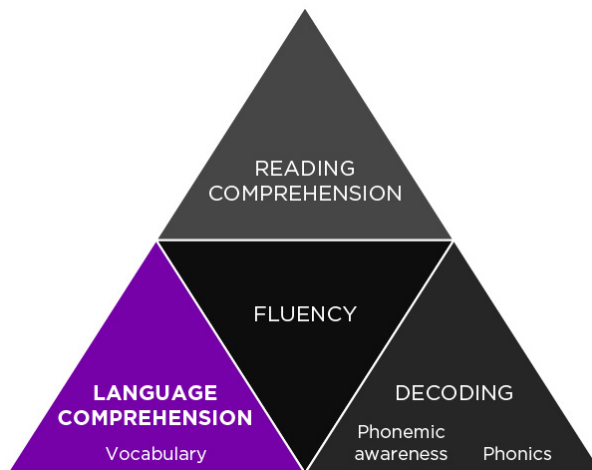 READING
COMPREHENSION
FLUENCY
LANGUAGE
COMPREHENSION
Vocabulary
DECODING
Phonemic
awareness
Phonics